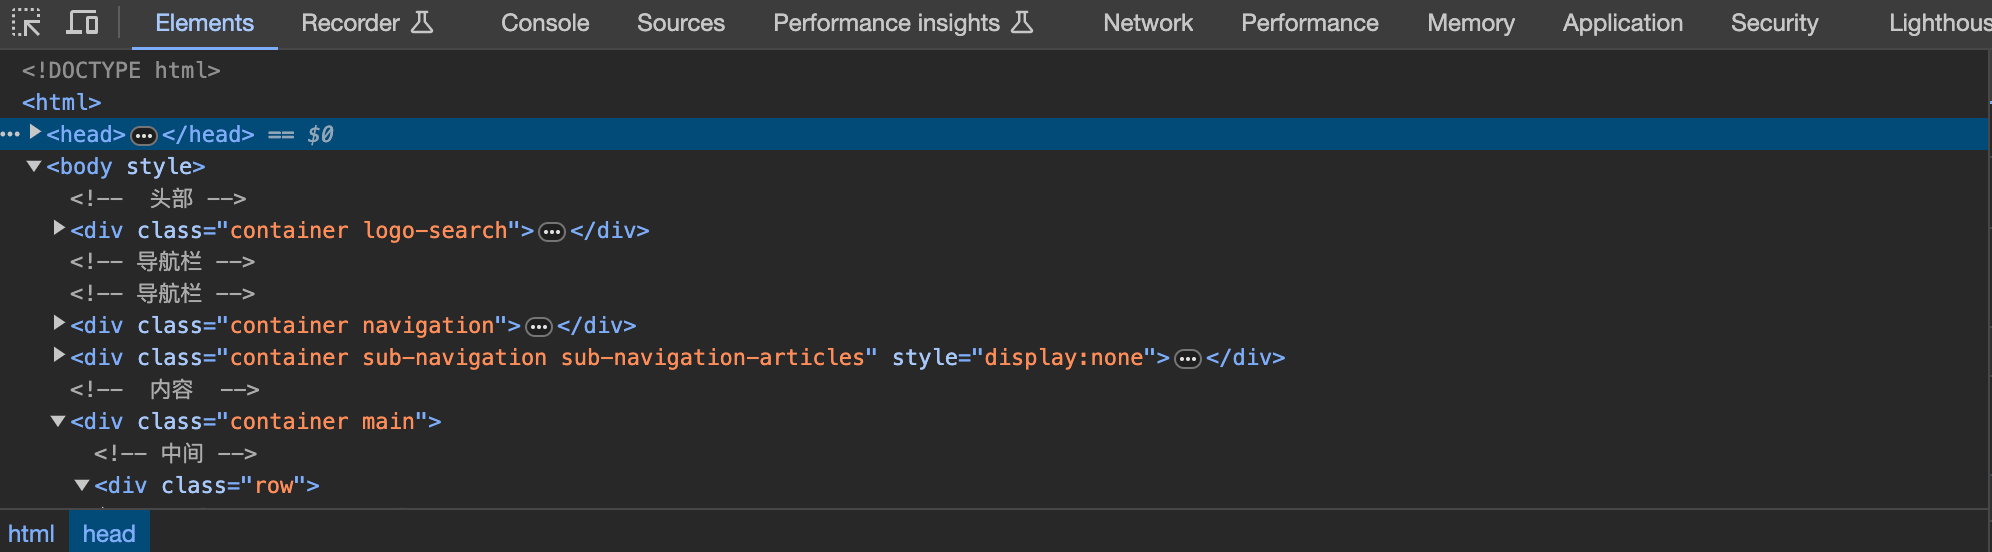 Elements Recorder Console Sources Performance insights Network Performance Memory Application Security Lighthous
<!DOCTYPE html>
<html>
<head></head> == $0
<body style>
<!-- 头部 -->
<div class="container logo-search"></div>
<!-- 导航栏 -->
<!-- 导航栏 -->
<div class="container navigation"></div>
<div class="container sub-navigation sub-navigation-articles" style="display:none"></div>
<!-- 内容 -->
<div class="container main">
<!-- 中间 -->
<div class="row">
html head